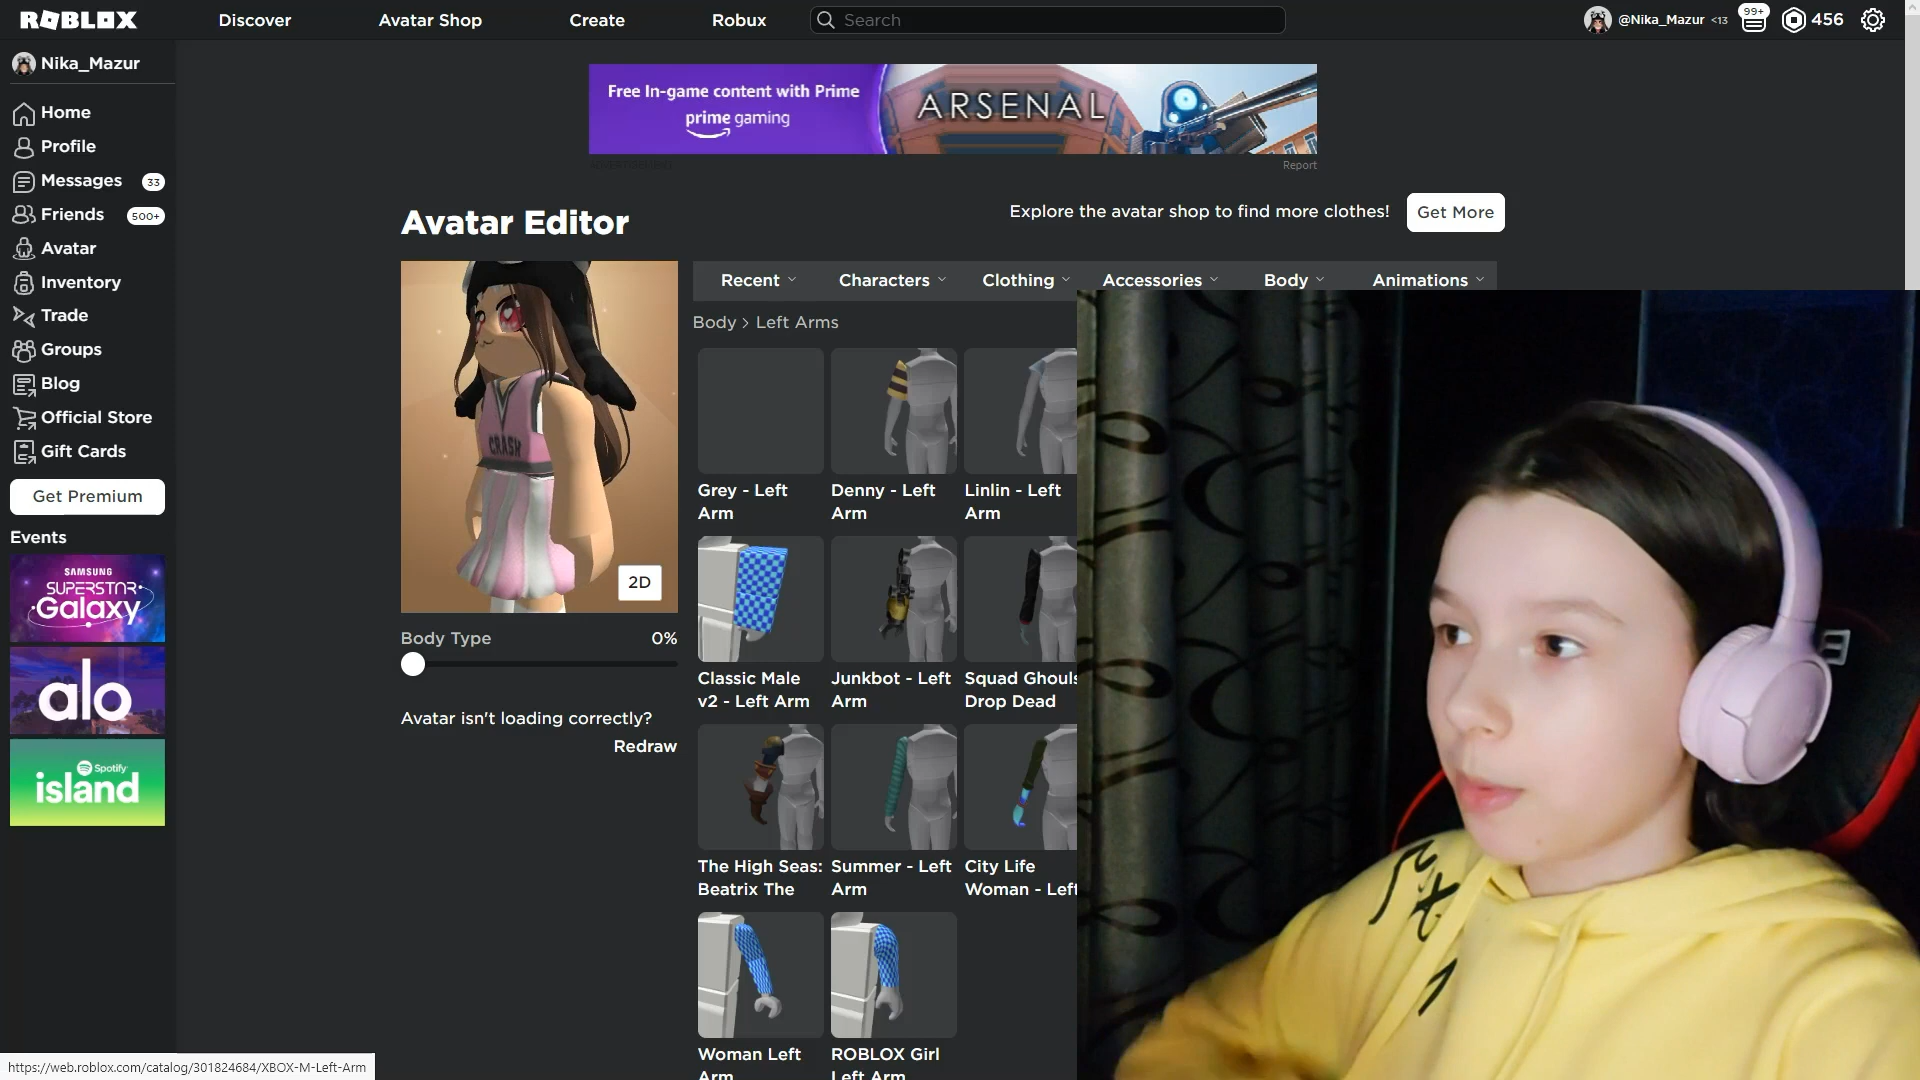 ROBLOX
Discover
Avatar Shop
Create
Robux
Search
@Nika_Mazur <13
99+
456
Nika_Mazur
Home
Profile
Messages
33
Friends
500+
Avatar
Inventory
Trade
Groups
Blog
Official Store
Gift Cards
Get Premium
Events
SAMSUNG
SUPERSTAR
Galaxy
alo
Spotify
island
Free In-game content with Prime
prime gaming
ARSENAL
ADVERTISEMENT
Report
Avatar Editor
Explore the avatar shop to find more clothes!
Get More
CRASH
2D
Body Type
0%
Avatar isn't loading correctly?
Redraw
Recent
Characters
Clothing
Accessories
Body
Animations
Body > Left Arms
Grey - Left
Arm
Denny - Left
Arm
Linlin - Left
Arm
Classic Male
v2 - Left Arm
Junkbot - Left
Arm
Squad Ghouls
Drop Dead
The High Seas:
Beatrix The
Summer - Left
Arm
City Life
Woman - Left
Woman Left
Arm
ROBLOX Girl
Left Arm
https://web.roblox.com/catalog/301824684/XBOX-M-Left-Arm